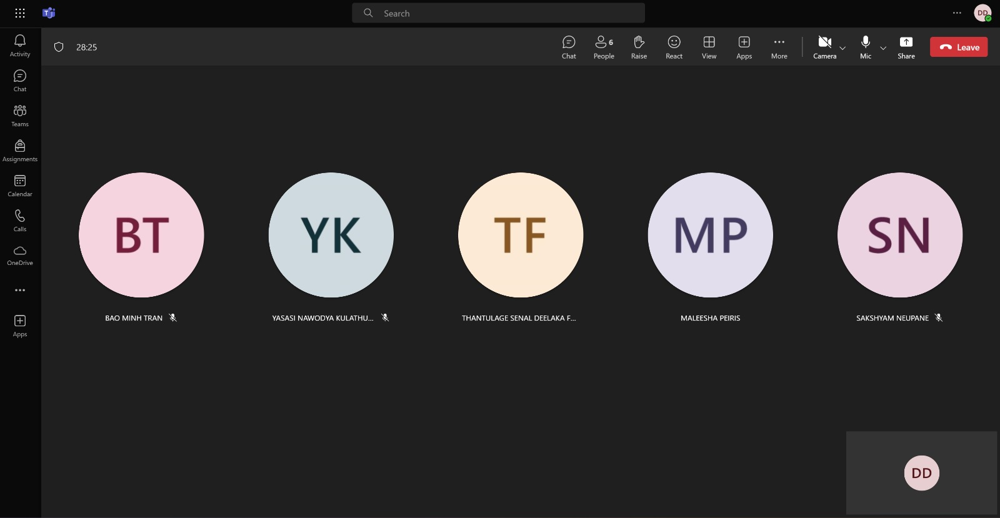 Search
DD
Activity
Chat
Teams
Assignments
Calendar
Calls
OneDrive
Apps
28:25
Chat
6
People
Raise
React
View
Apps
More
Camera
Mic
Share
Leave
BT
YK
TF
MP
SN
BAO MINH TRAN
YASASI NAWODYA KULATHU...
THANTULAGE SENAL DEELAKA F...
MALEESHA PEIRIS
SAKSHYAM NEUPANE
DD